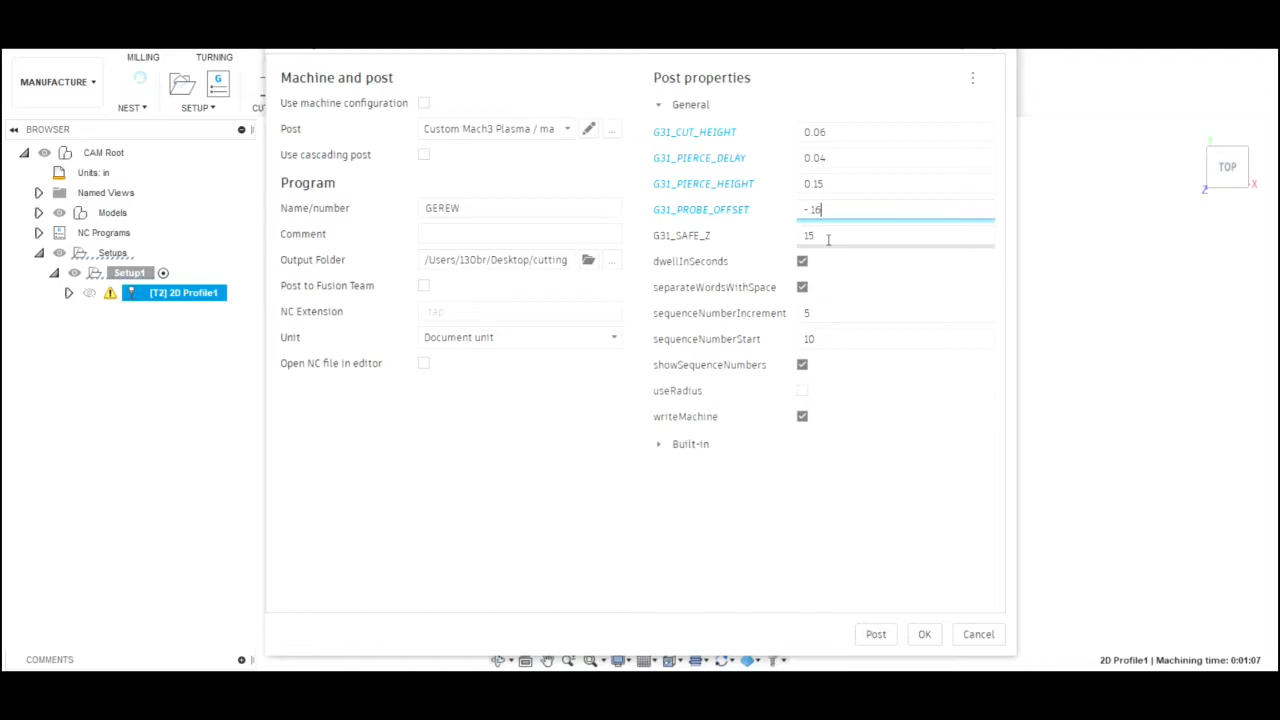 MILLING TURNING
MANUFACTURE
NEST SETUP CU
BROWSER
CAM Root
Units: in
Named Views
Models
NC Programs
Setups
Setup1
[T2] 2D Profile1
Machine and post
Use machine configuration
Post Custom Mach3 Plasma / ma ...
Use cascading post
Program
Name/number GEREW
Comment
Output Folder /Users/130br/Desktop/cutting ...
Post to Fusion Team
NC Extension .tap
Unit Document unit
Open NC file in editor
Post properties
General
G31_CUT_HEIGHT 0.06
G31_PIERCE_DELAY 0.04
G31_PIERCE_HEIGHT 0.15
G31_PROBE_OFFSET -.16
G31_SAFE_Z 15
dwellInSeconds
separateWordsWithSpace
sequenceNumberIncrement 5
sequenceNumberStart 10
showSequenceNumbers
useRadius
writeMachine
Built-in
Post OK Cancel
TOP
X
Z
COMMENTS
2D Profile1 | Machining time: 0:01:07